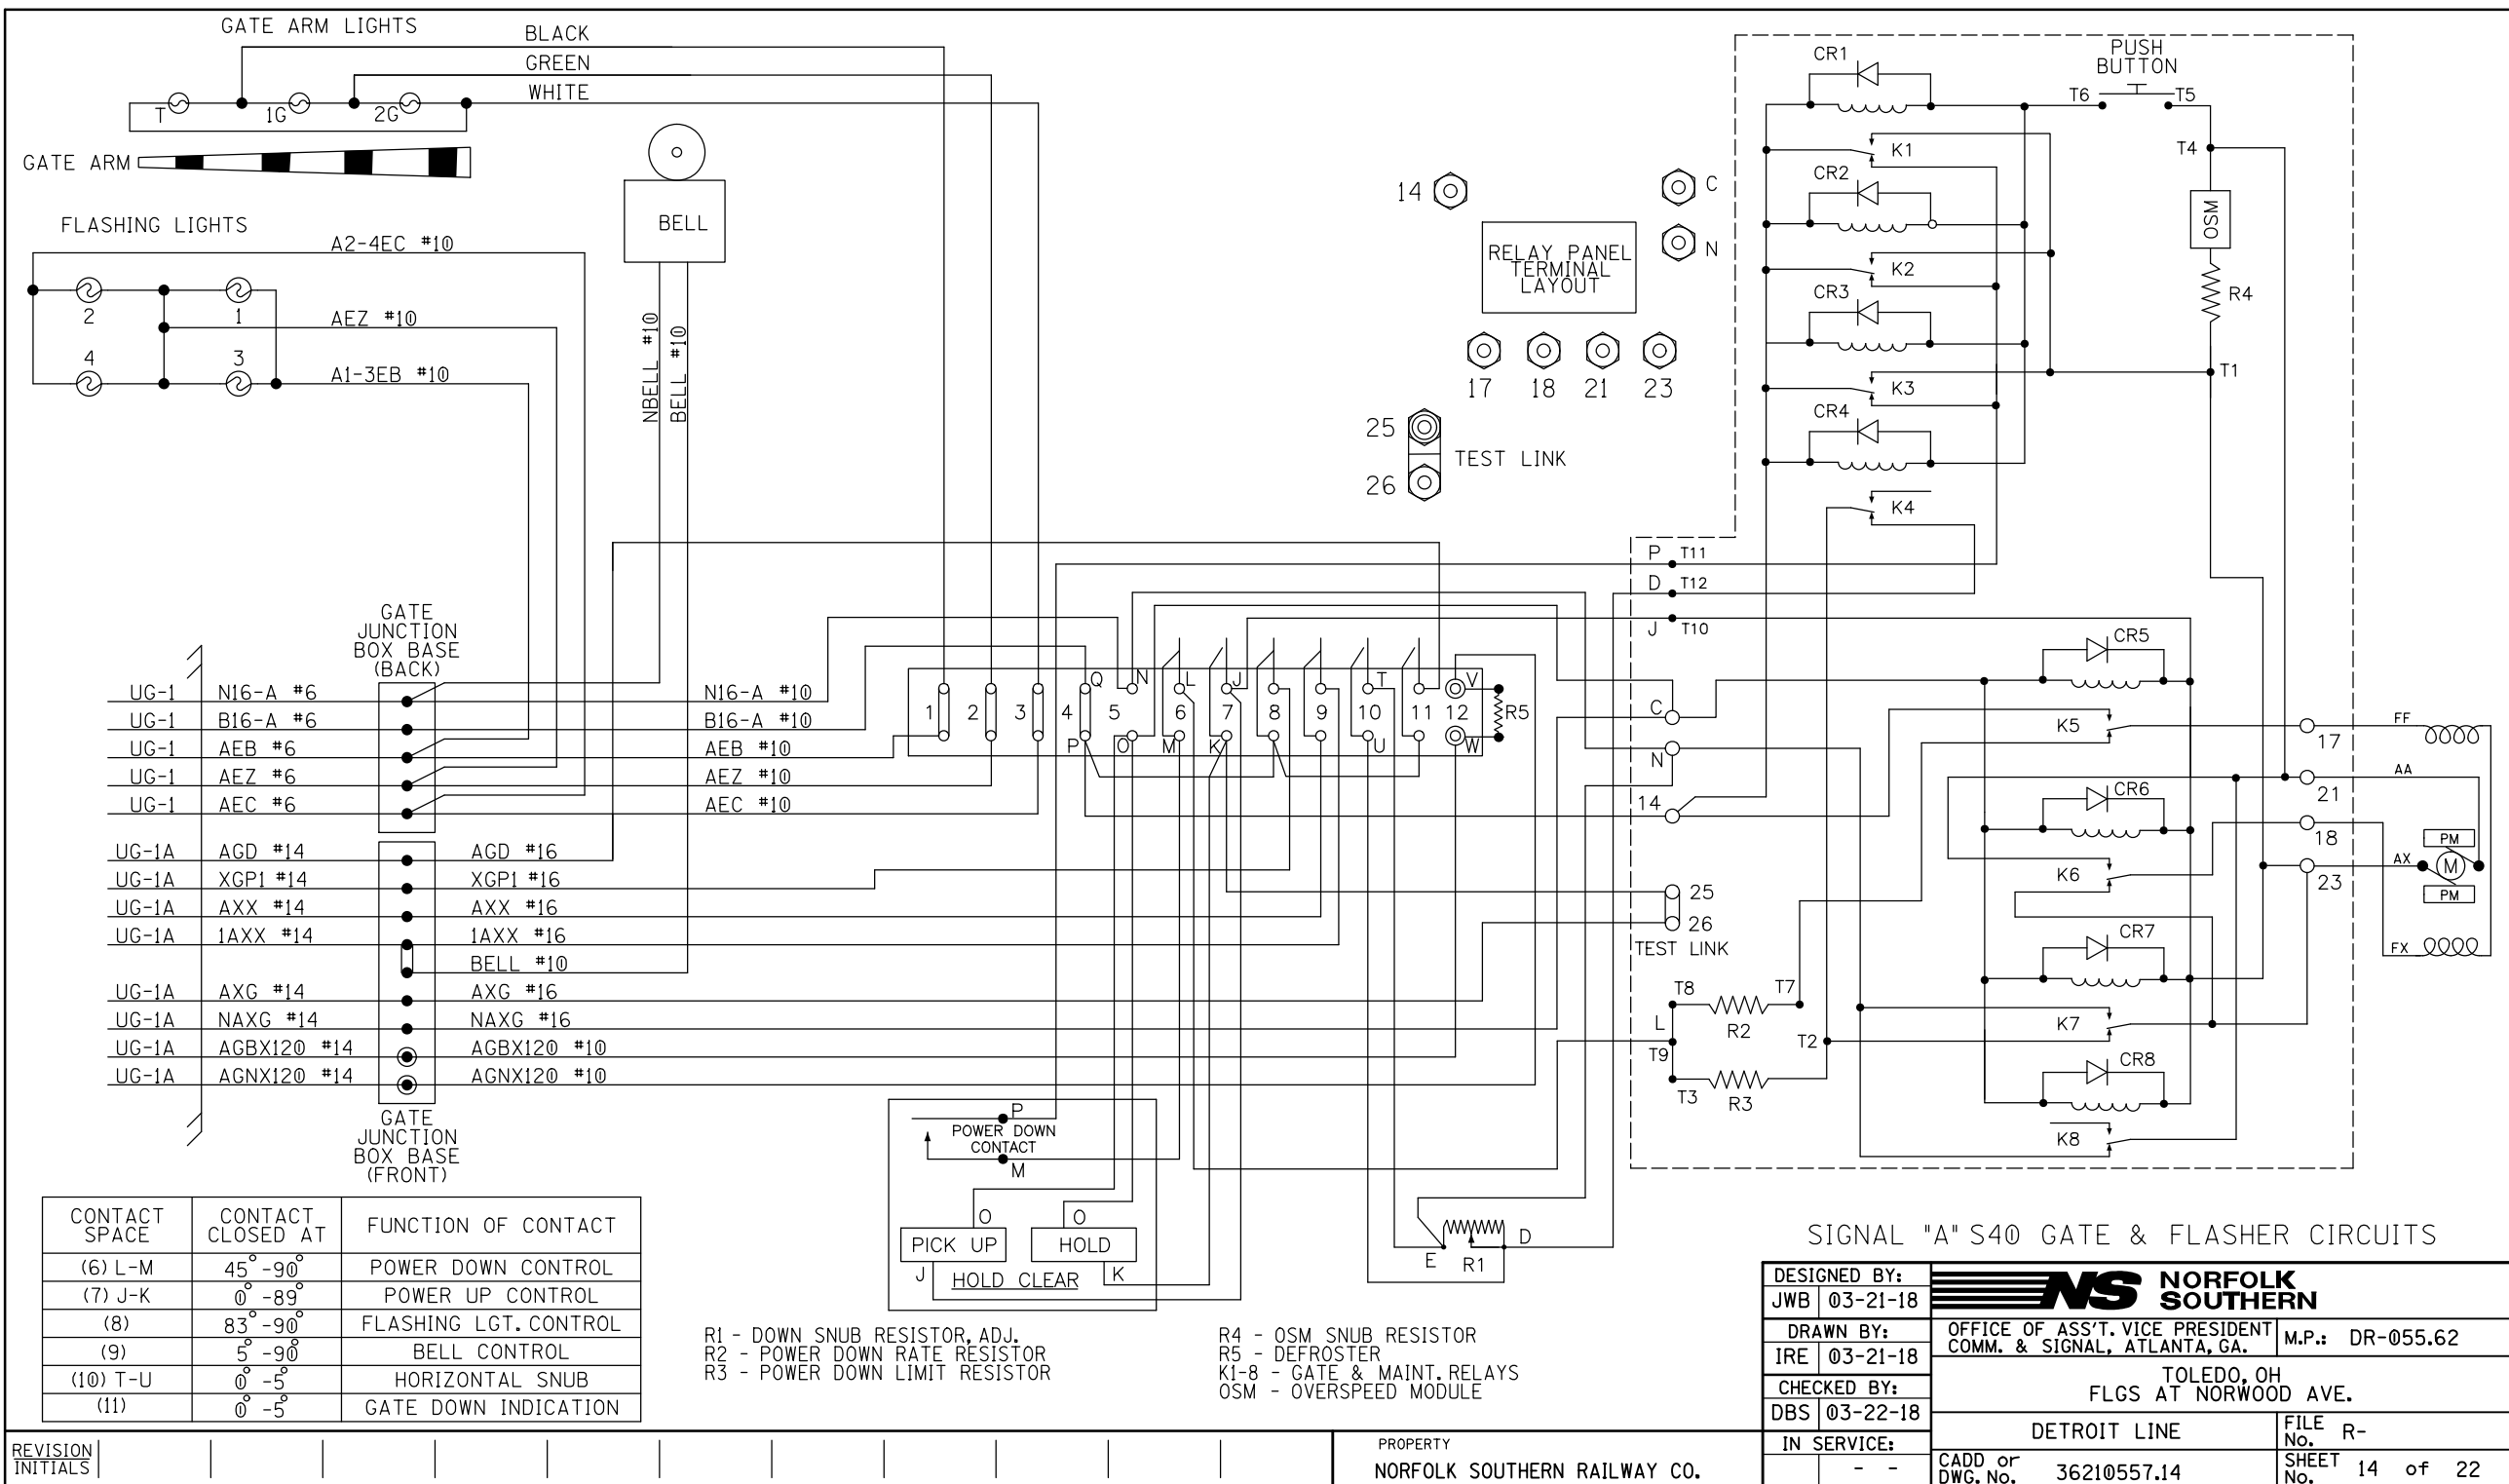 GATE ARM LIGHTS
BLACK
GREEN
WHITE
T
1G
2G
GATE ARM
FLASHING LIGHTS
A2-4EC #10
2
1
AEZ #10
4
3
A1-3EB #10
BELL
NBELL #10
BELL #10
14
C
N
RELAY PANEL
TERMINAL
LAYOUT
17
18
21
23
25
26
TEST LINK
PUSH
BUTTON
T6
T5
T4
OSM
R4
T1
CR1
K1
CR2
K2
CR3
K3
CR4
K4
P T11
D T12
J T10
GATE
JUNCTION
BOX BASE
(BACK)
UG-1 N16-A #6 N16-A #10
UG-1 B16-A #6 B16-A #10
UG-1 AEB #6 AEB #10
UG-1 AEZ #6 AEZ #10
UG-1 AEC #6 AEC #10
UG-1A AGD #14 AGD #16
UG-1A XGP1 #14 XGP1 #16
UG-1A AXX #14 AXX #16
UG-1A 1AXX #14 1AXX #16
BELL #10
UG-1A AXG #14 AXG #16
UG-1A NAXG #14 NAXG #16
UG-1A AGBX120 #14 AGBX120 #10
UG-1A AGNX120 #14 AGNX120 #10
GATE
JUNCTION
BOX BASE
(FRONT)
Q N L J T V
1 2 3 4 5 6 7 8 9 10 11 12 R5
P O M K U W
C
N
14
25
26
TEST LINK
T8
T7
L
R2
T9
T2
T3
R3
CR5
K5
CR6
K6
CR7
K7
CR8
K8
17
21
18
23
FF
AA
PM
AX
M
PM
FX
P
POWER DOWN
CONTACT
M
O
O
PICK UP
HOLD
J
HOLD CLEAR
K
E
R1
D
CONTACT
SPACE
CONTACT
CLOSED AT
FUNCTION OF CONTACT
(6) L-M 45°-90° POWER DOWN CONTROL
(7) J-K 0°-89° POWER UP CONTROL
(8) 83°-90° FLASHING LGT. CONTROL
(9) 5°-90° BELL CONTROL
(10) T-U 0°-5° HORIZONTAL SNUB
(11) 0°-5° GATE DOWN INDICATION
R1 - DOWN SNUB RESISTOR, ADJ.
R2 - POWER DOWN RATE RESISTOR
R3 - POWER DOWN LIMIT RESISTOR
R4 - OSM SNUB RESISTOR
R5 - DEFROSTER
K1-8 - GATE & MAINT. RELAYS
OSM - OVERSPEED MODULE
SIGNAL "A" S40 GATE & FLASHER CIRCUITS
DESIGNED BY:
JWB 03-21-18
DRAWN BY:
IRE 03-21-18
CHECKED BY:
DBS 03-22-18
IN SERVICE:
- -
NS NORFOLK
SOUTHERN
OFFICE OF ASS'T. VICE PRESIDENT
COMM. & SIGNAL, ATLANTA, GA.
M.P.: DR-055.62
TOLEDO, OH
FLGS AT NORWOOD AVE.
DETROIT LINE
FILE
No. R-
CADD or
DWG. No. 36210557.14
SHEET
No. 14 of 22
REVISION
INITIALS
PROPERTY
NORFOLK SOUTHERN RAILWAY CO.